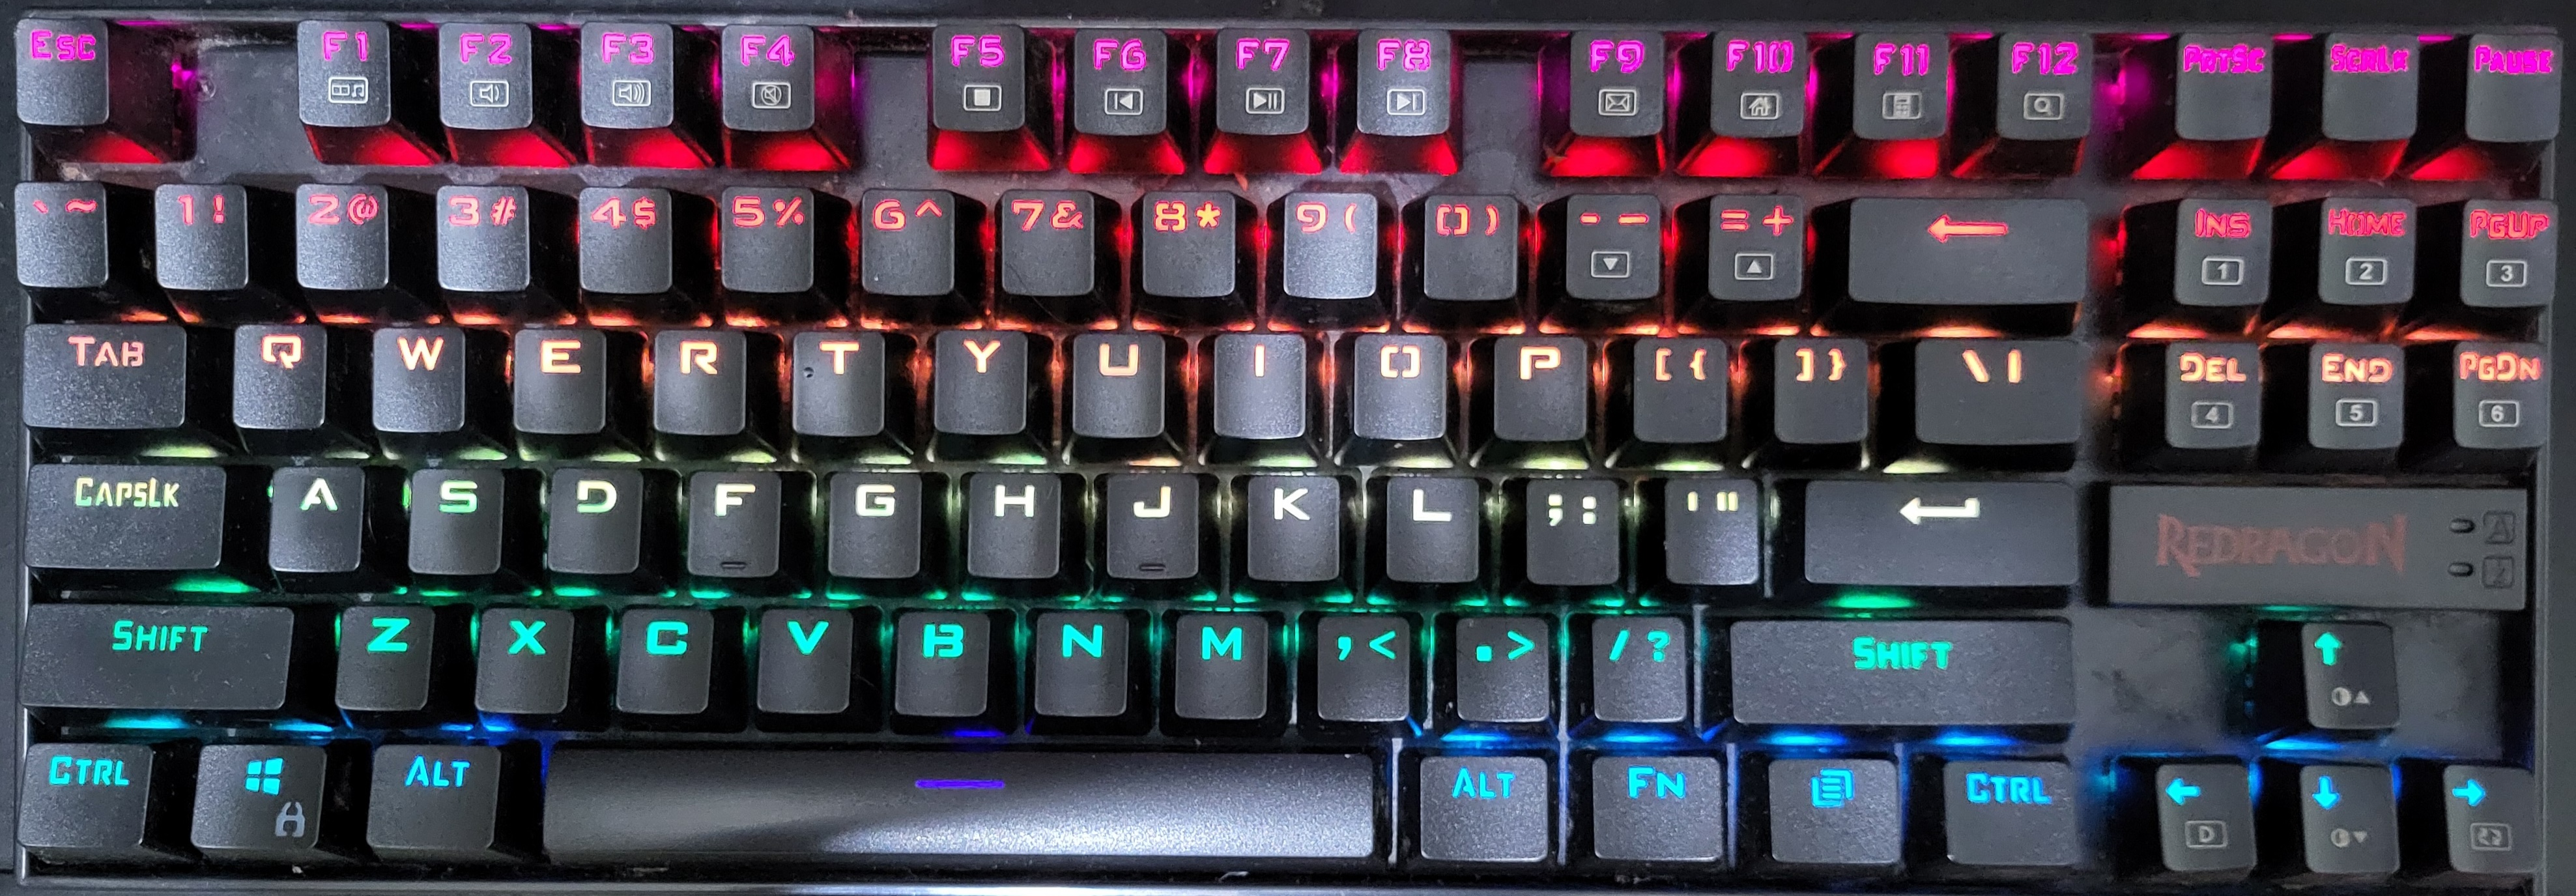 Esc F1 F2 F3 F4 F5 F6 F7 F8 F9 F10 F11 F12 PrtSc ScrLk Pause
` ~ 1 ! 2 @ 3 # 4 $ 5 % 6 ^ 7 & 8 * 9 ( 0 ) - – = + ← Ins Home PgUp
1 2 3
Tab Q W E R T Y U I O P [ { ] } \ | Del End PgDn
4 5 6
CapsLk A S D F G H J K L ; : ' " ↵ REDRAGON A
Shift Z X C V B N M , < . > / ? Shift ↑
Ctrl Alt Alt Fn Ctrl ← ↓ →
D